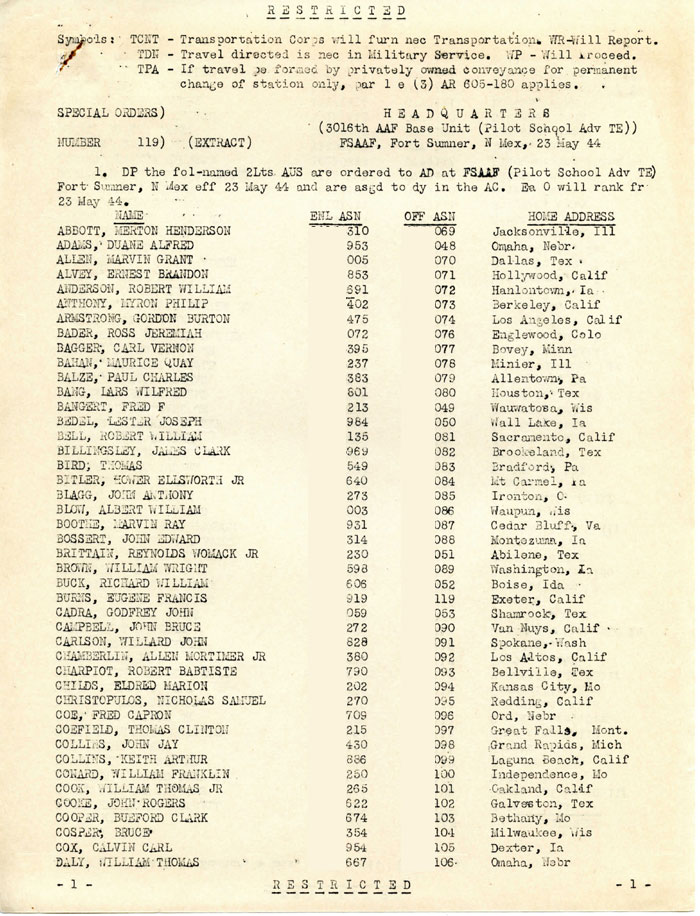 R E S T R I C T E D
Symbols: TCNT - Transportation Corps will furn nec Transportation. WR-Will Report.
TDN - Travel directed is nec in Military Service. WP - Will Proceed.
TPA - If travel pe formed by privately owned conveyance for permanent
change of station only, par 1 e (3) AR 605-180 applies.
SPECIAL ORDERS) H E A D Q U A R T E R S
(3016th AAF Base Unit (Pilot School Adv TE))
NUMBER 119) (EXTRACT) FSAAF, Fort Sumner, N Mex, 23 May 44
1. DP the fol-named 2Lts AUS are ordered to AD at FSAAF (Pilot School Adv TE)
Fort Sumner, N Mex eff 23 May 44 and are asgd to dy in the AC. Ea O will rank fr
23 May 44.
NAME ENL ASN OFF ASN HOME ADDRESS
ABBOTT, MERTON HENDERSON 310 069 Jacksonville, Ill
ADAMS, DUANE ALFRED 953 048 Omaha, Nebr
ALLEN, MARVIN GRANT 005 070 Dallas, Tex
ALVEY, ERNEST BRANDON 853 071 Hollywood, Calif
ANDERSON, ROBERT WILLIAM 691 072 Hanlontown, Ia
ANTHONY, MYRON PHILIP 402 073 Berkeley, Calif
ARMSTRONG, GORDON BURTON 475 074 Los Angeles, Calif
BADER, ROSS JEREMIAH 072 076 Englewood, Colo
BAGGER, CARL VERNON 395 077 Bovey, Minn
BAHAN, MAURICE QUAY 237 078 Minier, Ill
BALZE, PAUL CHARLES 383 079 Allentown, Pa
BANG, LARS WILFRED 601 080 Houston, Tex
BANGERT, FRED F 213 049 Wauwatosa, Wis
BEDEL, LESTER JOSEPH 984 050 Wall Lake, Ia
BELL, ROBERT WILLIAM 135 081 Sacramento, Calif
BILLINGSLEY, JAMES CLARK 969 082 Brookeland, Tex
BIRD, THOMAS 549 083 Bradford, Pa
BITLER, HOWER ELLSWORTH JR 640 084 Mt Carmel, Pa
BLAGG, JOHN ANTHONY 273 085 Ironton, O
BLOW, ALBERT WILLIAM 003 086 Waupun, Wis
BOOTHE, MARVIN RAY 931 087 Cedar Bluff, Va
BOSSERT, JOHN EDWARD 314 088 Montezuma, Ia
BRITTAIN, REYNOLDS WOMACK JR 230 051 Abilene, Tex
BROWN, WILLIAM WRIGHT 598 089 Washington, Ia
BUCK, RICHARD WILLIAM 606 052 Boise, Ida
BURNS, EUGENE FRANCIS 919 119 Exeter, Calif
CADRA, GODFREY JOHN 059 053 Shamrock, Tex
CAMPBELL, JOHN BRUCE 272 090 Van Nuys, Calif
CARLSON, WILLARD JOHN 828 091 Spokane, Wash
CHAMBERLIN, ALLEN MORTIMER JR 380 092 Los Altos, Calif
CHARPIOT, ROBERT BABTISTE 790 093 Bellville, Tex
CHILDS, ELDRED MARION 202 094 Kansas City, Mo
CHRISTOPULOS, NICHOLAS SAMUEL 270 095 Redding, Calif
COE, FRED CAPRON 709 096 Ord, Nebr
COEFIELD, THOMAS CLINTON 215 097 Great Falls, Mont.
COLLINS, JOHN JAY 430 098 Grand Rapids, Mich
COLLINS, KEITH ARTHUR 886 099 Laguna Beach, Calif
CONARD, WILLIAM FRANKLIN 250 100 Independence, Mo
COOK, WILLIAM THOMAS JR 265 101 Oakland, Calif
COOKE, JOHN ROGERS 622 102 Galveston, Tex
COOPER, BUEFORD CLARK 674 103 Bethany, Mo
COSPER, BRUCE 354 104 Milwaukee, Wis
COX, CALVIN CARL 954 105 Dexter, Ia
DALY, WILLIAM THOMAS 667 106 Omaha, Nebr
- 1 - R E S T R I C T E D - 1 -